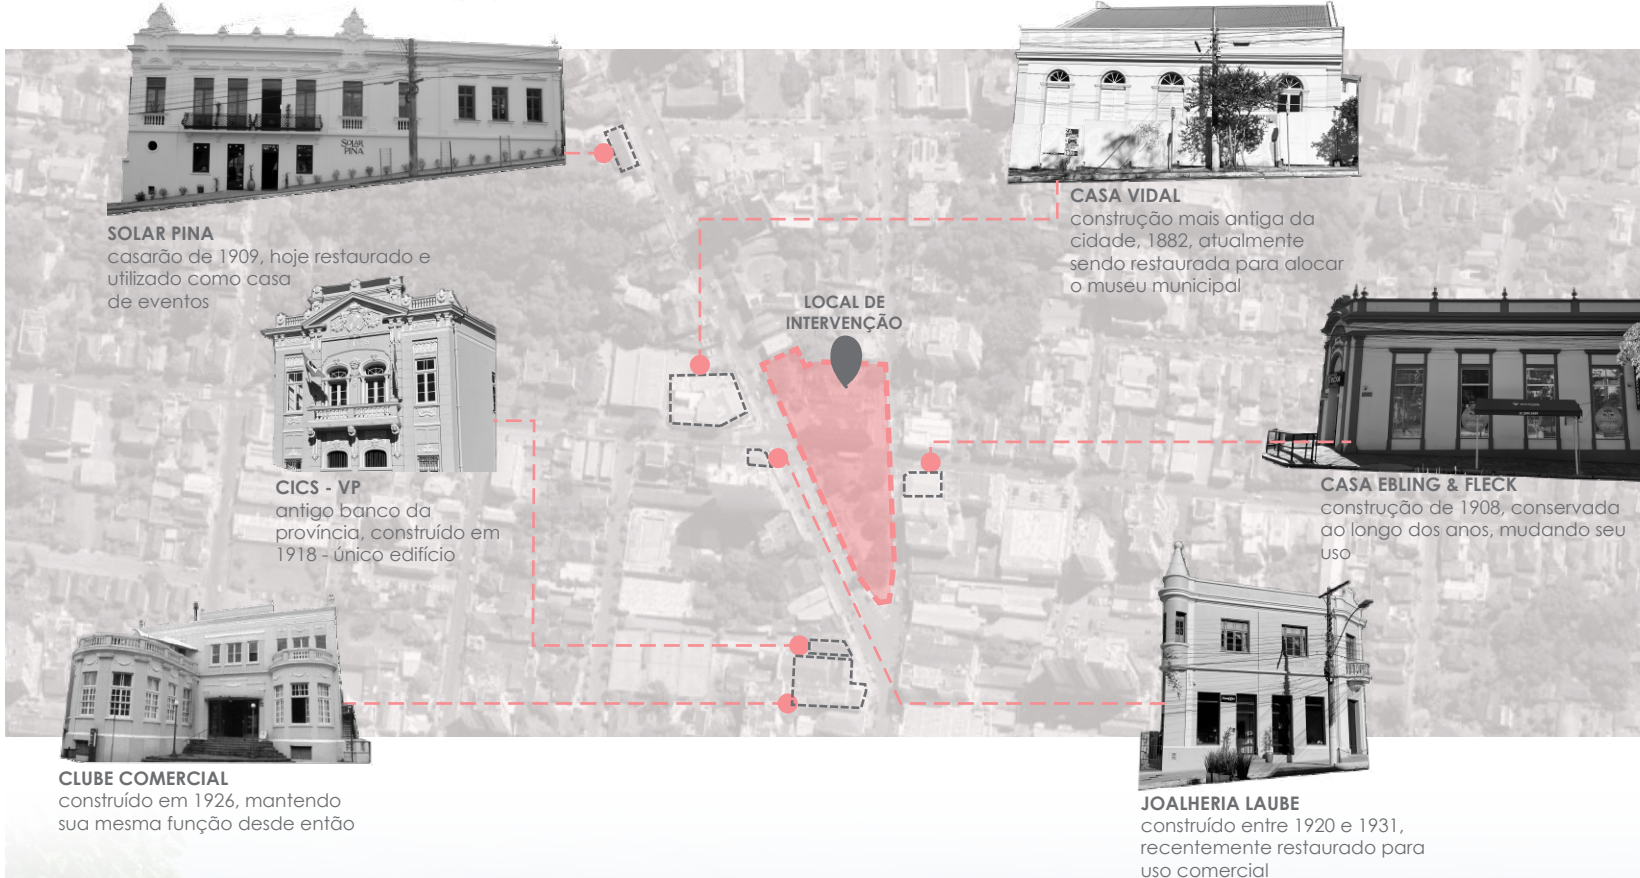 SOLAR
PINA
SOLAR PINA
casarão de 1909, hoje restaurado e
utilizado como casa
de eventos
CASA VIDAL
construção mais antiga da
cidade, 1882, atualmente
sendo restaurada para alocar
o museu municipal
LOCAL DE
INTERVENÇÃO
CICS - VP
antigo banco da
província, construído em
1918 - único edifício
CASA EBLING & FLECK
construção de 1908, conservada
ao longo dos anos, mudando seu
uso
CLUBE COMERCIAL
construído em 1926, mantendo
sua mesma função desde então
JOALHERIA LAUBE
construído entre 1920 e 1931,
recentemente restaurado para
uso comercial